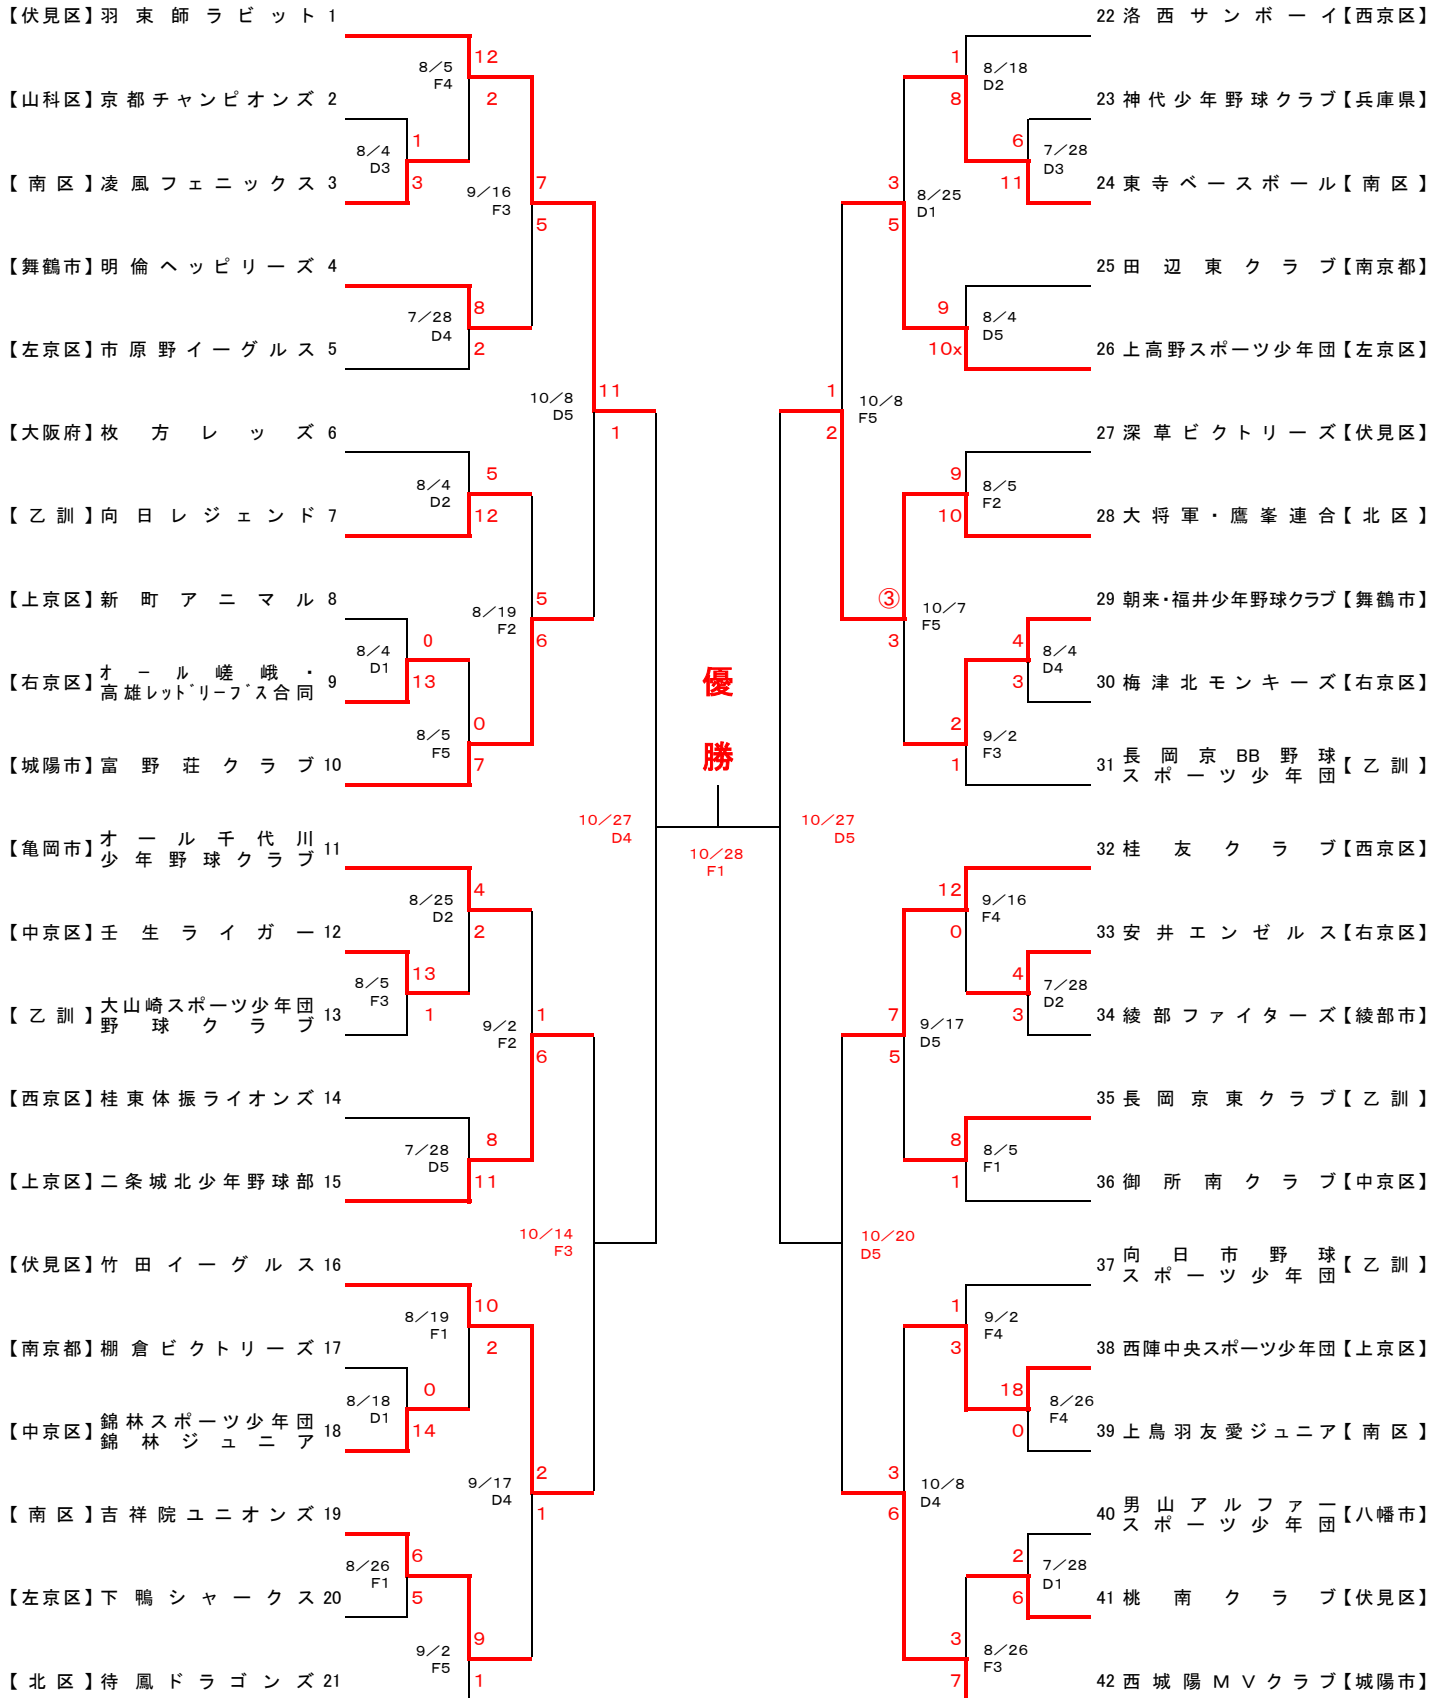 【伏見区】羽束師ラビット 1
12
8/5
F4
2
【山科区】京都チャンピオンズ 2
1
8/4
D3
3
【南区】凌風フェニックス 3
9/16
F3
7
5
【舞鶴市】明倫ヘッピリーズ 4
8
7/28
D4
2
【左京区】市原野イーグルス 5
10/8
D5
11
1
【大阪府】枚方レッズ 6
5
8/4
D2
12
【乙訓】向日レジェンド 7
【上京区】新町アニマル 8
8/19
F2
5
6
0
8/4
D1
13
【右京区】オール嵯峨・
高雄レッドリーブス合同 9
0
8/5
F5
7
【城陽市】富野荘クラブ 10
10/27
D4
【亀岡市】オール千代川
少年野球クラブ 11
4
8/25
D2
2
【中京区】壬生ライガー 12
13
8/5
F3
1
【乙訓】大山崎スポーツ少年団
野球クラブ 13
9/2
F2
1
6
【西京区】桂東体振ライオンズ 14
8
7/28
D5
11
【上京区】二条城北少年野球部 15
10/14
F3
【伏見区】竹田イーグルス 16
10
8/19
F1
2
【南京都】棚倉ビクトリーズ 17
0
8/18
D1
14
【中京区】錦林スポーツ少年団
錦林ジュニア 18
9/17
D4
2
1
【南区】吉祥院ユニオンズ 19
6
8/26
F1
5
【左京区】下鴨シャークス 20
9
9/2
F5
1
【北区】待鳳ドラゴンズ 21
優
勝
10/28
F1
22 洛西サンボーイ【西京区】
1
8/18
D2
8
23 神代少年野球クラブ【兵庫県】
6
7/28
D3
11
24 東寺ベースボール【南区】
3
8/25
D1
5
25 田辺東クラブ【南京都】
9
8/4
D5
10x
26 上高野スポーツ少年団【左京区】
1
10/8
F5
2
27 深草ビクトリーズ【伏見区】
9
8/5
F2
10
28 大将軍・鷹峯連合【北区】
③
10/7
F5
3
29 朝来・福井少年野球クラブ【舞鶴市】
4
8/4
D4
3
30 梅津北モンキーズ【右京区】
2
9/2
F3
1
31 長岡京BB野球
スポーツ少年団【乙訓】
10/27
D5
32 桂友クラブ【西京区】
12
9/16
F4
0
33 安井エンゼルス【右京区】
4
7/28
D2
3
34 綾部ファイターズ【綾部市】
7
9/17
D5
5
35 長岡京東クラブ【乙訓】
8
8/5
F1
1
36 御所南クラブ【中京区】
10/20
D5
37 向日市野球
スポーツ少年団【乙訓】
1
9/2
F4
3
38 西陣中央スポーツ少年団【上京区】
18
8/26
F4
0
39 上鳥羽友愛ジュニア【南区】
3
10/8
D4
6
40 男山アルファー
スポーツ少年団【八幡市】
2
7/28
D1
6
41 桃南クラブ【伏見区】
3
8/26
F3
7
42 西城陽MVクラブ【城陽市】